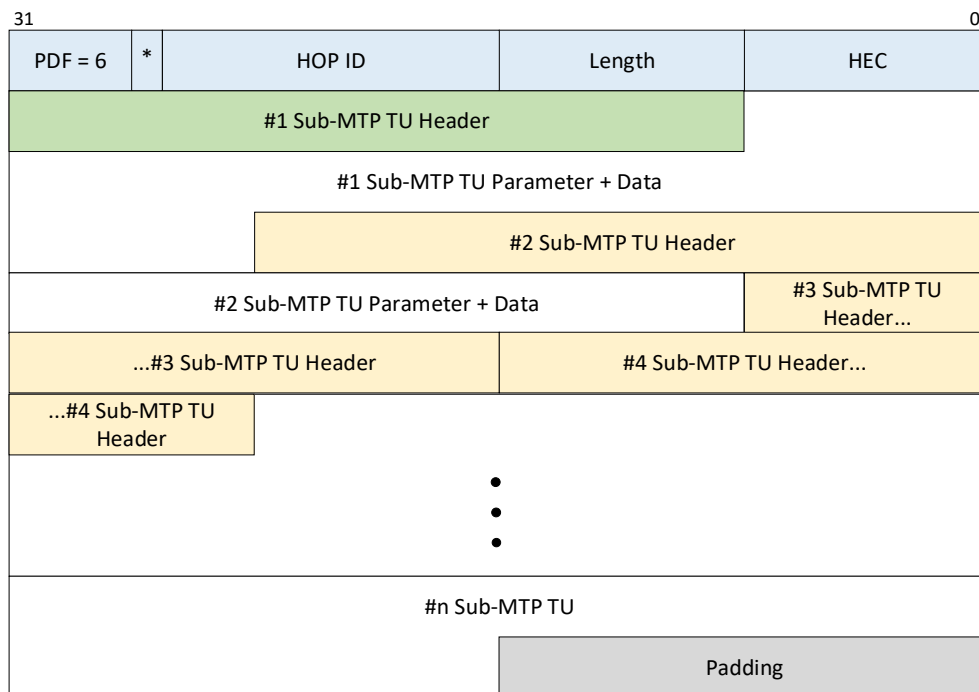 31 0
PDF = 6 * HOP ID Length HEC
#1 Sub-MTP TU Header
#1 Sub-MTP TU Parameter + Data
#2 Sub-MTP TU Header
#2 Sub-MTP TU Parameter + Data #3 Sub-MTP TU
Header...
...#3 Sub-MTP TU Header #4 Sub-MTP TU Header...
...#4 Sub-MTP TU
Header
#n Sub-MTP TU
Padding